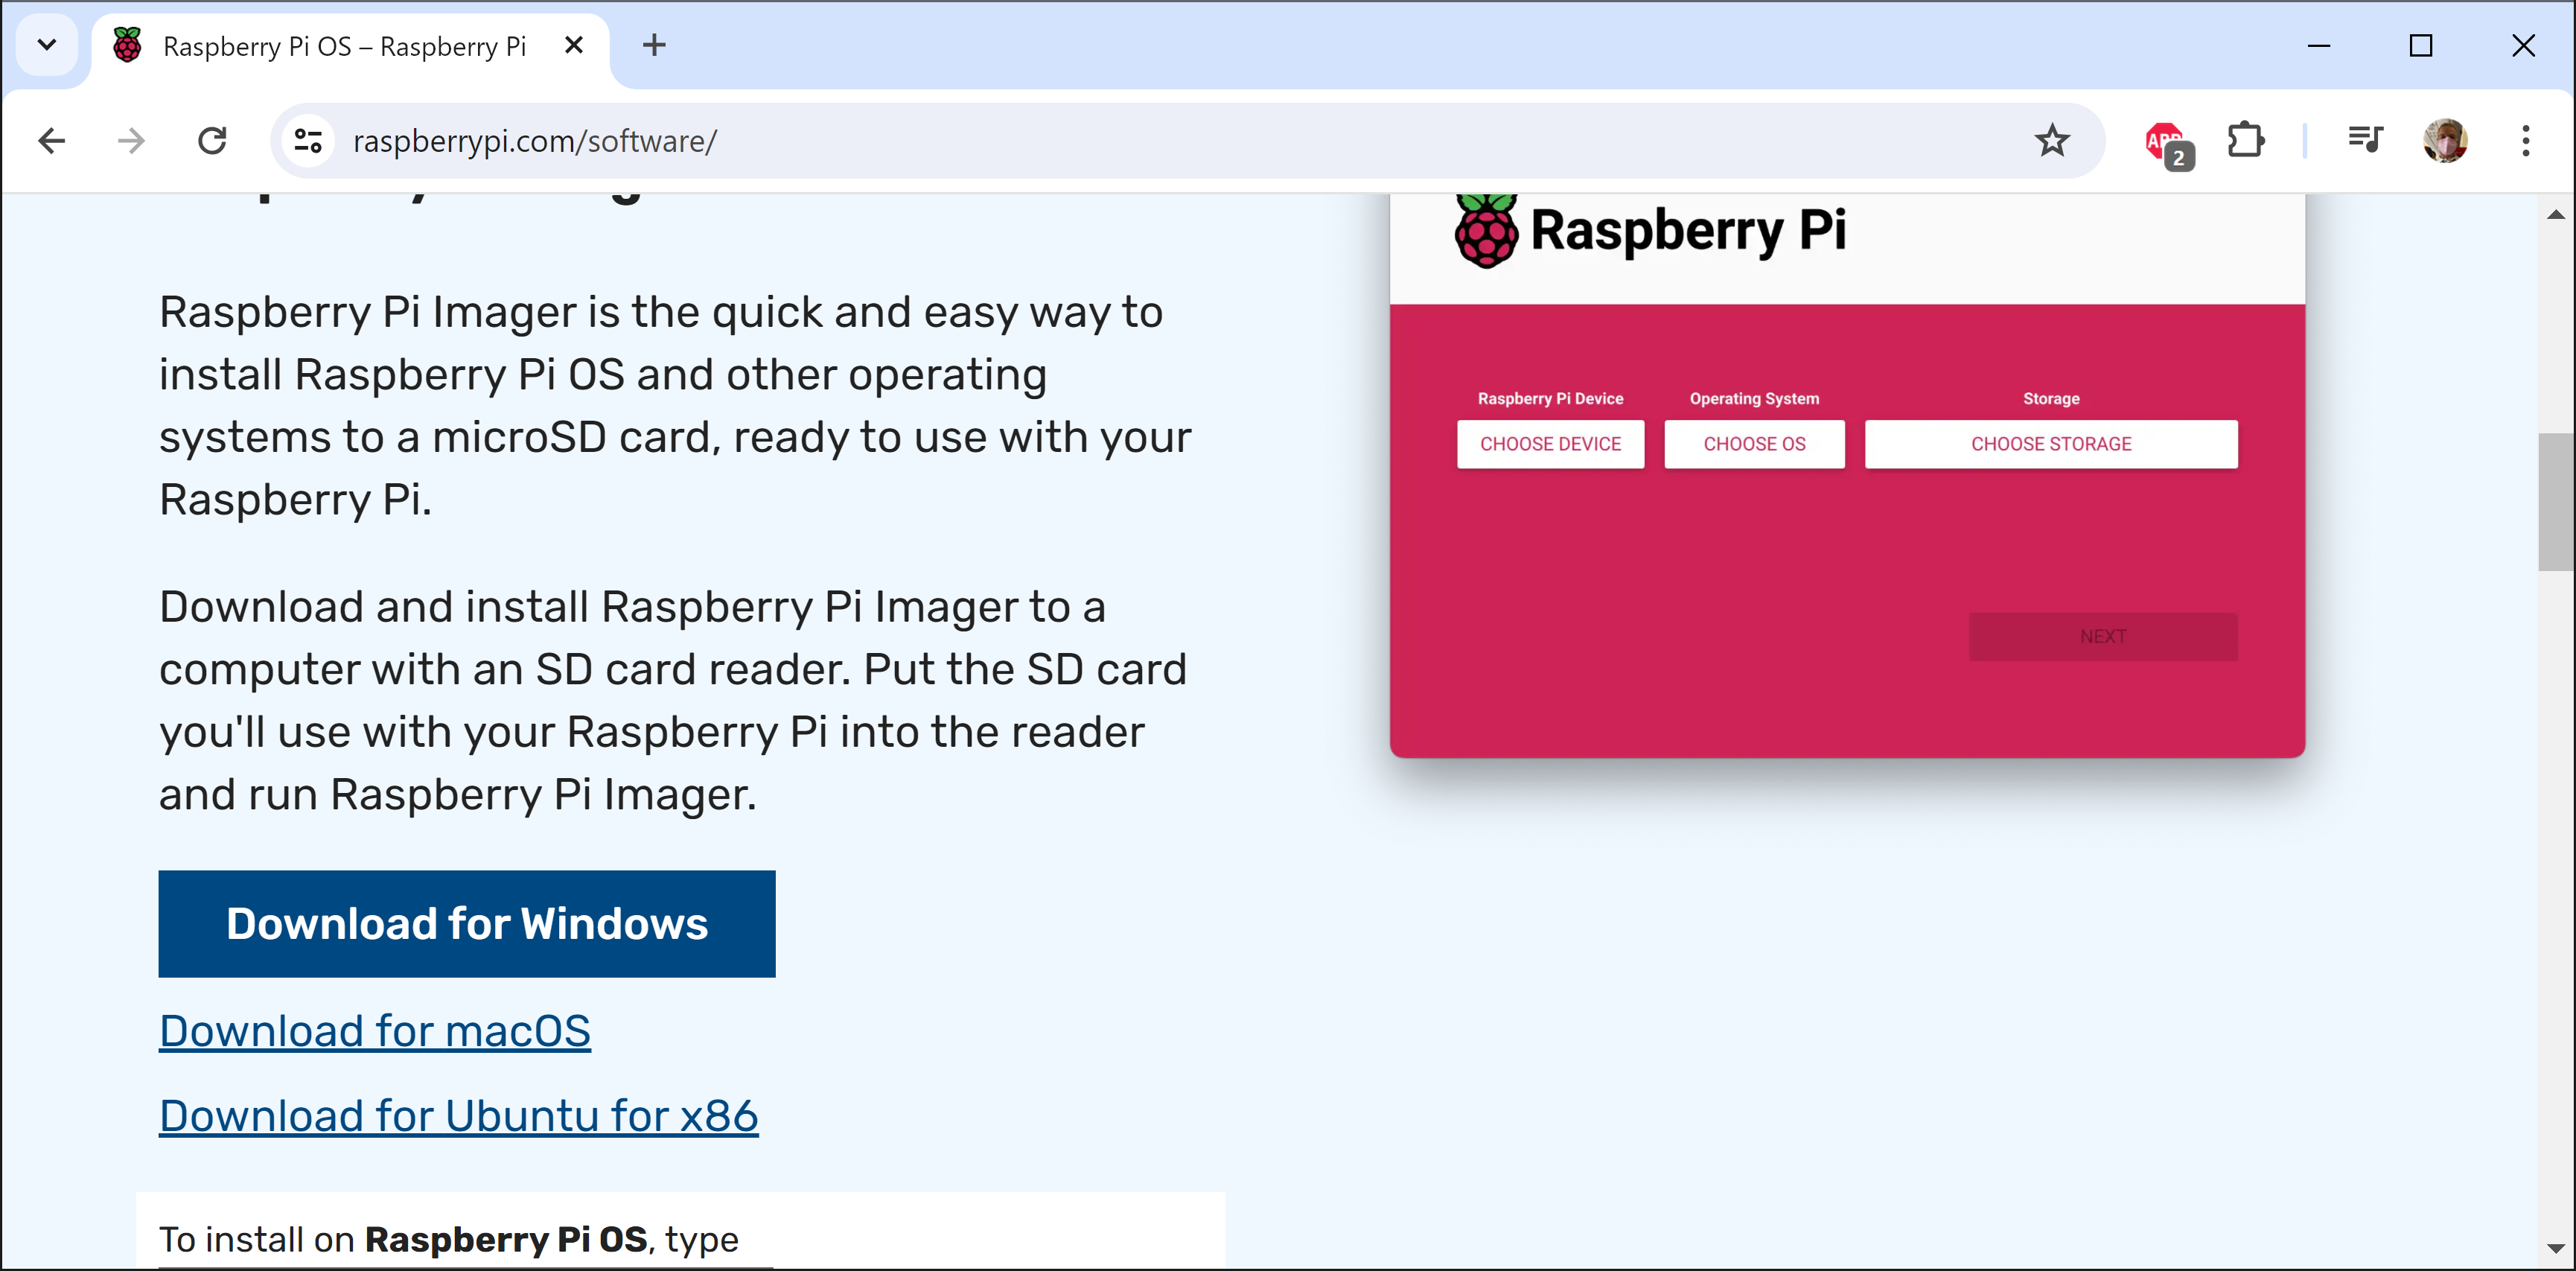 Raspberry Pi OS – Raspberry Pi
raspberrypi.com/software/
ABP
2
Raspberry Pi Imager is the quick and easy way to
install Raspberry Pi OS and other operating
systems to a microSD card, ready to use with your
Raspberry Pi.
Download and install Raspberry Pi Imager to a
computer with an SD card reader. Put the SD card
you'll use with your Raspberry Pi into the reader
and run Raspberry Pi Imager.
Download for Windows
Download for macOS
Download for Ubuntu for x86
To install on Raspberry Pi OS, type
Raspberry Pi
Raspberry Pi Device
Operating System
Storage
CHOOSE DEVICE
CHOOSE OS
CHOOSE STORAGE
NEXT